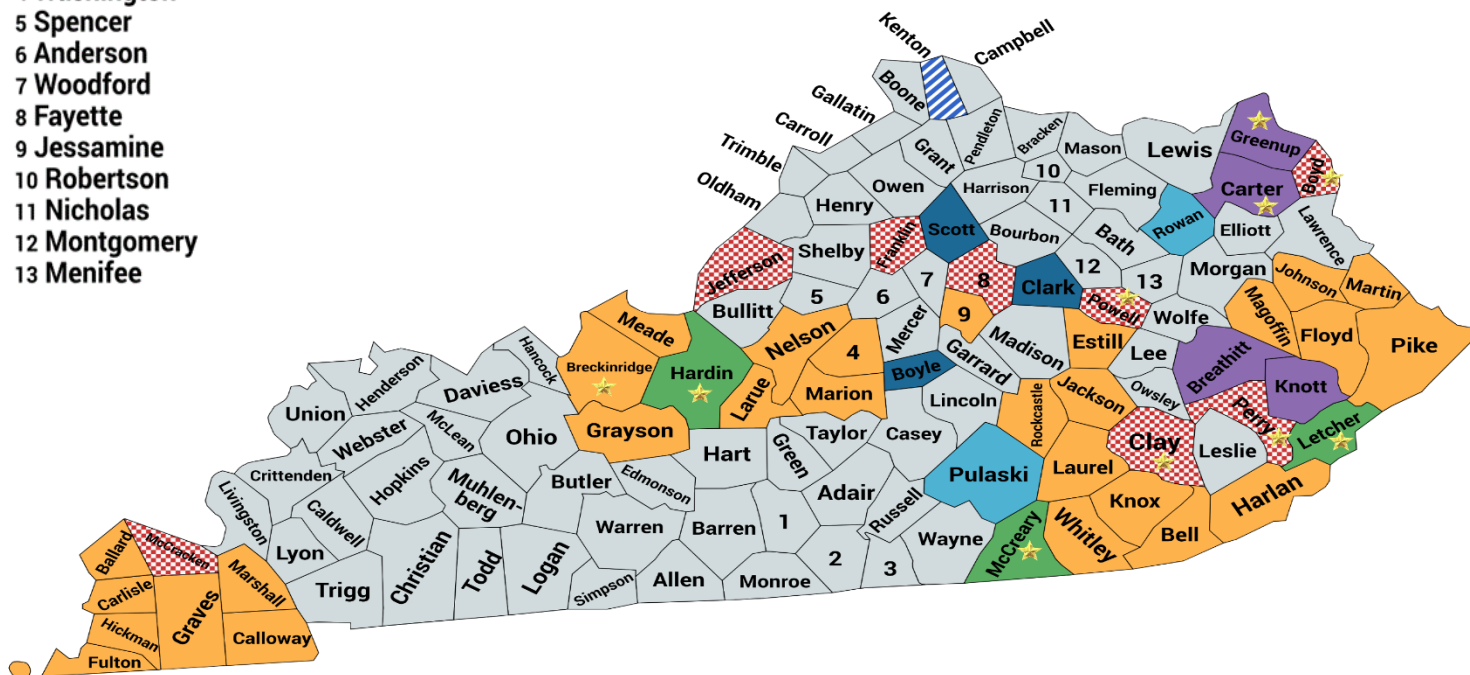 5 Spencer
6 Anderson
7 Woodford
8 Fayette
9 Jessamine
10 Robertson
11 Nicholas
12 Montgomery
13 Menifee
Kenton
Campbell
Boone
Gallatin
Carroll
Trimble
Oldham
Grant
Pendleton
Bracken
Mason
Lewis
Greenup
Boyd
Carter
10
Owen
Harrison
Fleming
Henry
11
Rowan
Elliott
Lawrence
Scott
Bourbon
Bath
Shelby
Franklin
Jefferson
Morgan
12
13
7
8
Clark
Powell
Wolfe
Johnson
Martin
Magoffin
Floyd
Pike
Bullitt
5
6
9
Mercer
Madison
Estill
Lee
Meade
Nelson
4
Garrard
Breathitt
Knott
Hancock
Breckinridge
Hardin
Larue
Marion
Boyle
Lincoln
Rockcastle
Jackson
Owsley
Perry
Letcher
Henderson
Daviess
Union
Webster
McLean
Ohio
Grayson
Hart
Green
Taylor
Casey
Pulaski
Laurel
Clay
Leslie
Harlan
Crittenden
Hopkins
Muhlen-
berg
Butler
Edmonson
Adair
Russell
Knox
Bell
Whitley
Livingston
Caldwell
Lyon
Christian
Todd
Logan
Warren
Barren
1
Wayne
McCreary
Trigg
Simpson
Allen
Monroe
2
3
Ballard
McCracken
Marshall
Carlisle
Graves
Hickman
Calloway
Fulton